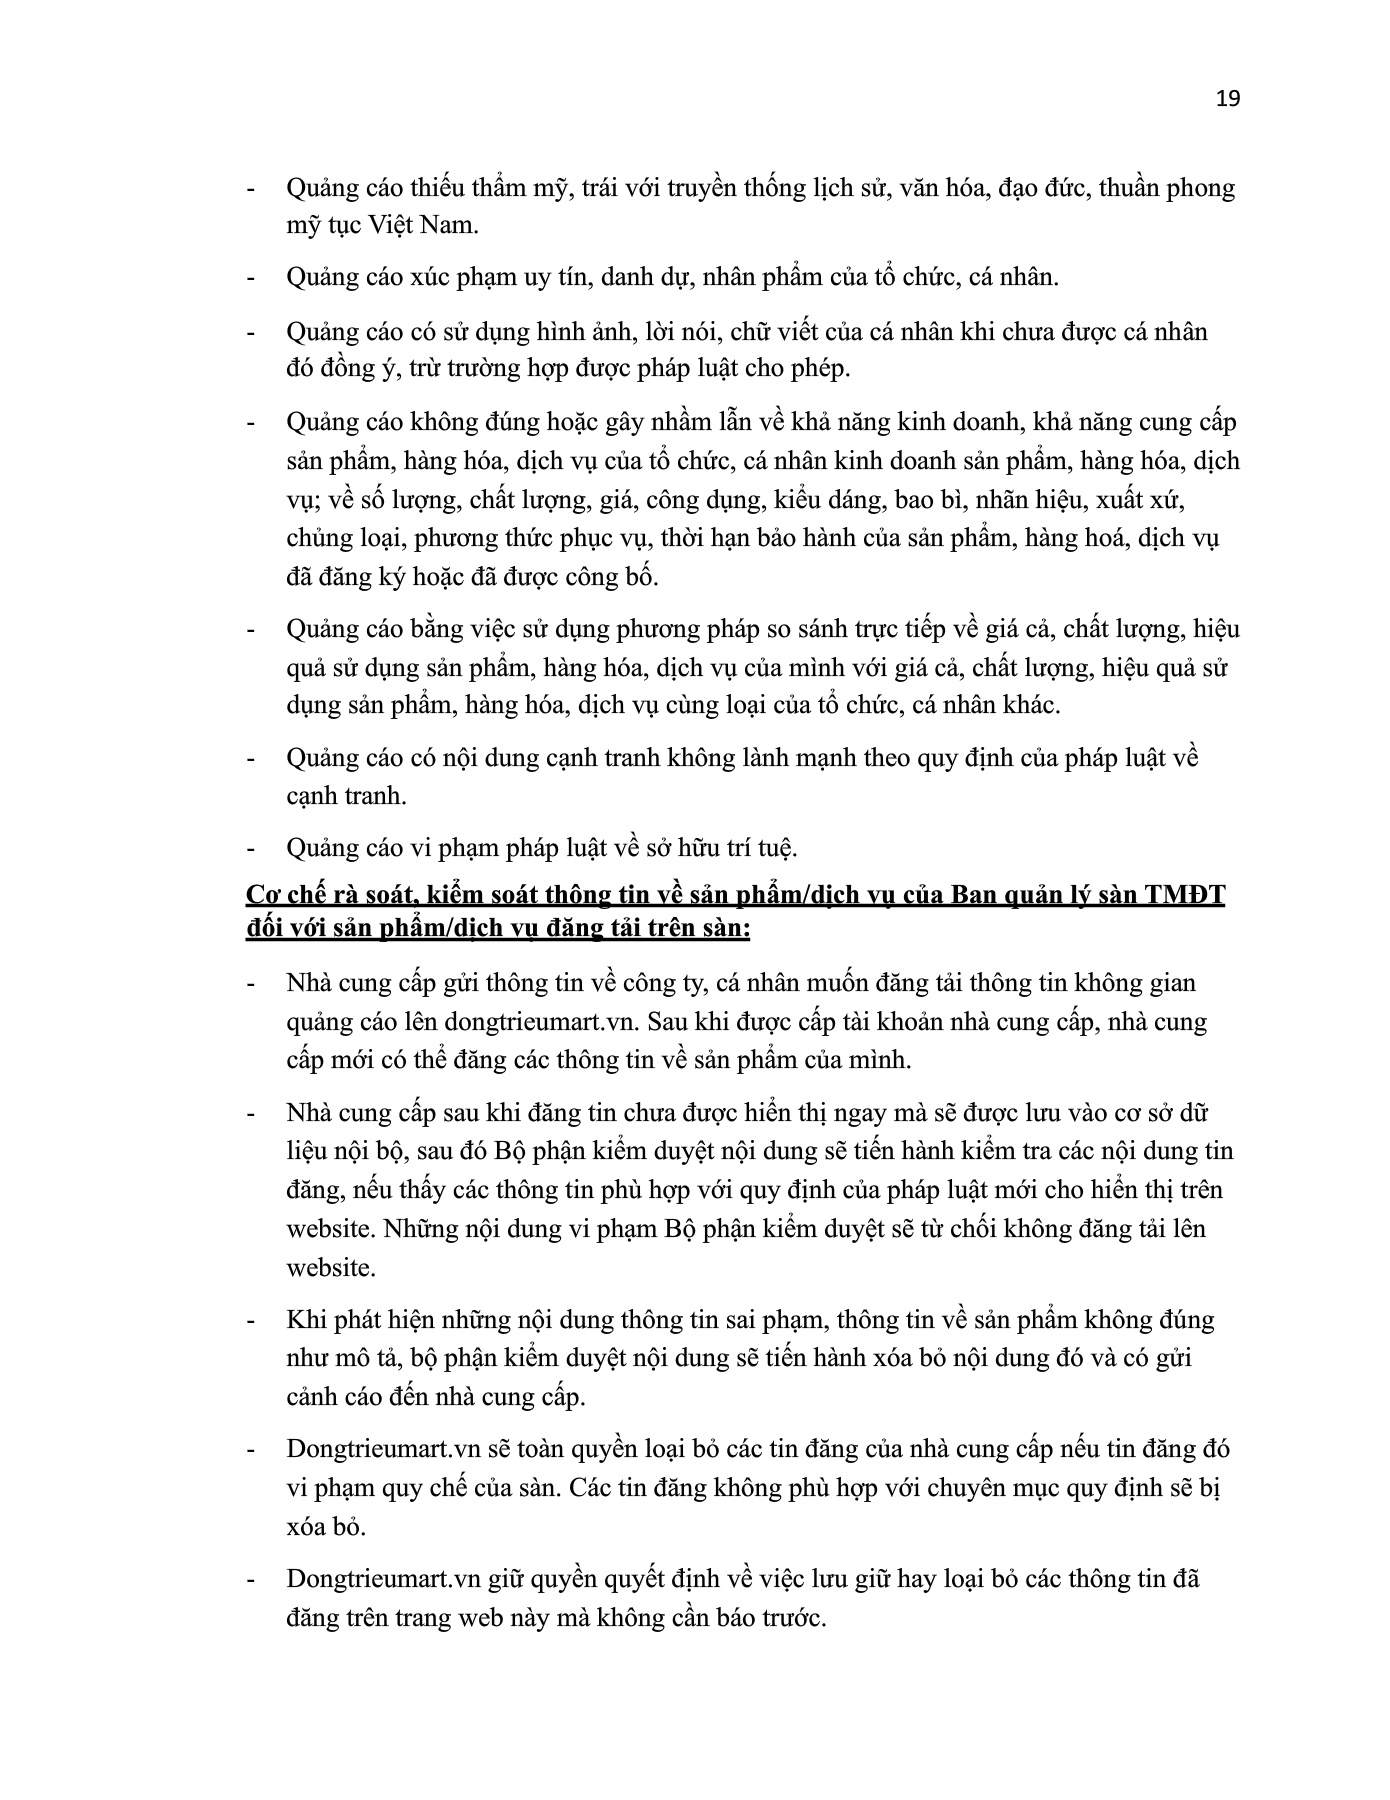 19
- Quảng cáo thiếu thẩm mỹ, trái với truyền thống lịch sử, văn hóa, đạo đức, thuần phong
mỹ tục Việt Nam.
- Quảng cáo xúc phạm uy tín, danh dự, nhân phẩm của tổ chức, cá nhân.
- Quảng cáo có sử dụng hình ảnh, lời nói, chữ viết của cá nhân khi chưa được cá nhân
đó đồng ý, trừ trường hợp được pháp luật cho phép.
- Quảng cáo không đúng hoặc gây nhầm lẫn về khả năng kinh doanh, khả năng cung cấp
sản phẩm, hàng hóa, dịch vụ của tổ chức, cá nhân kinh doanh sản phẩm, hàng hóa, dịch
vụ; về số lượng, chất lượng, giá, công dụng, kiểu dáng, bao bì, nhãn hiệu, xuất xứ,
chủng loại, phương thức phục vụ, thời hạn bảo hành của sản phẩm, hàng hoá, dịch vụ
đã đăng ký hoặc đã được công bố.
- Quảng cáo bằng việc sử dụng phương pháp so sánh trực tiếp về giá cả, chất lượng, hiệu
quả sử dụng sản phẩm, hàng hóa, dịch vụ của mình với giá cả, chất lượng, hiệu quả sử
dụng sản phẩm, hàng hóa, dịch vụ cùng loại của tổ chức, cá nhân khác.
- Quảng cáo có nội dung cạnh tranh không lành mạnh theo quy định của pháp luật về
cạnh tranh.
- Quảng cáo vi phạm pháp luật về sở hữu trí tuệ.
Cơ chế rà soát, kiểm soát thông tin về sản phẩm/dịch vụ của Ban quản lý sàn TMĐT
đối với sản phẩm/dịch vụ đăng tải trên sàn:
- Nhà cung cấp gửi thông tin về công ty, cá nhân muốn đăng tải thông tin không gian
quảng cáo lên dongtrieumart.vn. Sau khi được cấp tài khoản nhà cung cấp, nhà cung
cấp mới có thể đăng các thông tin về sản phẩm của mình.
- Nhà cung cấp sau khi đăng tin chưa được hiển thị ngay mà sẽ được lưu vào cơ sở dữ
liệu nội bộ, sau đó Bộ phận kiểm duyệt nội dung sẽ tiến hành kiểm tra các nội dung tin
đăng, nếu thấy các thông tin phù hợp với quy định của pháp luật mới cho hiển thị trên
website. Những nội dung vi phạm Bộ phận kiểm duyệt sẽ từ chối không đăng tải lên
website.
- Khi phát hiện những nội dung thông tin sai phạm, thông tin về sản phẩm không đúng
như mô tả, bộ phận kiểm duyệt nội dung sẽ tiến hành xóa bỏ nội dung đó và có gửi
cảnh cáo đến nhà cung cấp.
- Dongtrieumart.vn sẽ toàn quyền loại bỏ các tin đăng của nhà cung cấp nếu tin đăng đó
vi phạm quy chế của sàn. Các tin đăng không phù hợp với chuyên mục quy định sẽ bị
xóa bỏ.
- Dongtrieumart.vn giữ quyền quyết định về việc lưu giữ hay loại bỏ các thông tin đã
đăng trên trang web này mà không cần báo trước.